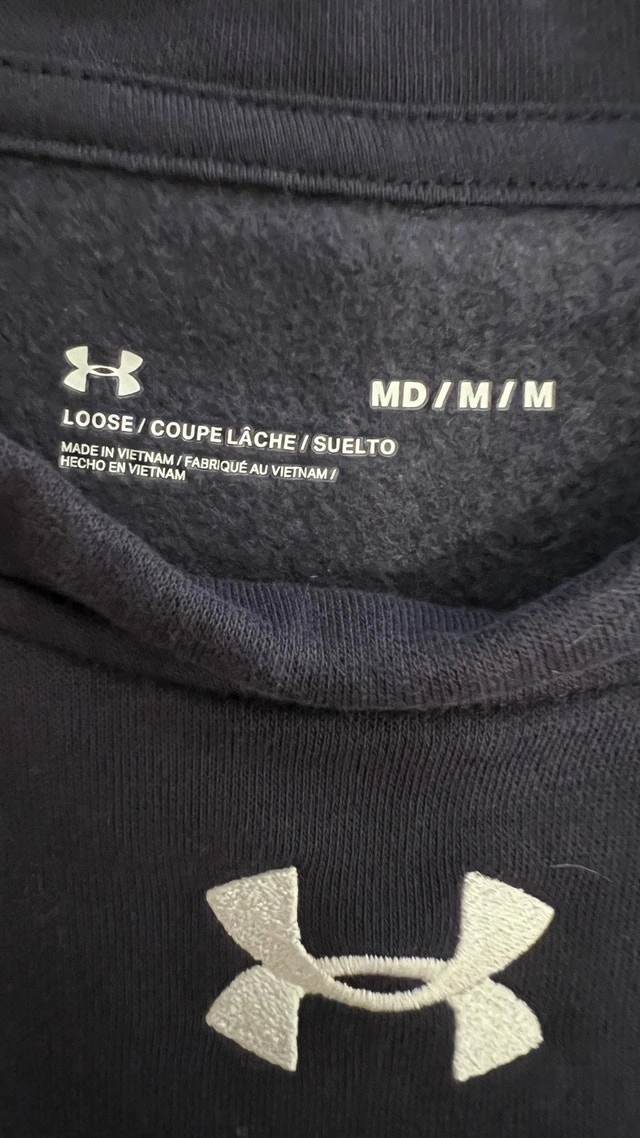 MD / M / M
LOOSE / COUPE LÂCHE / SUELTO
MADE IN VIETNAM / FABRIQUÉ AU VIETNAM /
HECHO EN VIETNAM